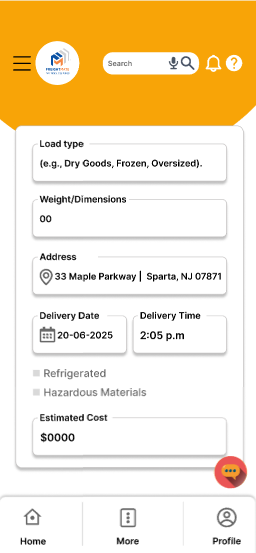 FREIGHTMATE
Search
?
Load type
(e.g., Dry Goods, Frozen, Oversized).
Weight/Dimensions
00
Address
33 Maple Parkway | Sparta, NJ 07871
Delivery Date
Delivery Time
20-06-2025
2:05 p.m
Refrigerated
Hazardous Materials
Estimated Cost
$0000
Home
More
Profile